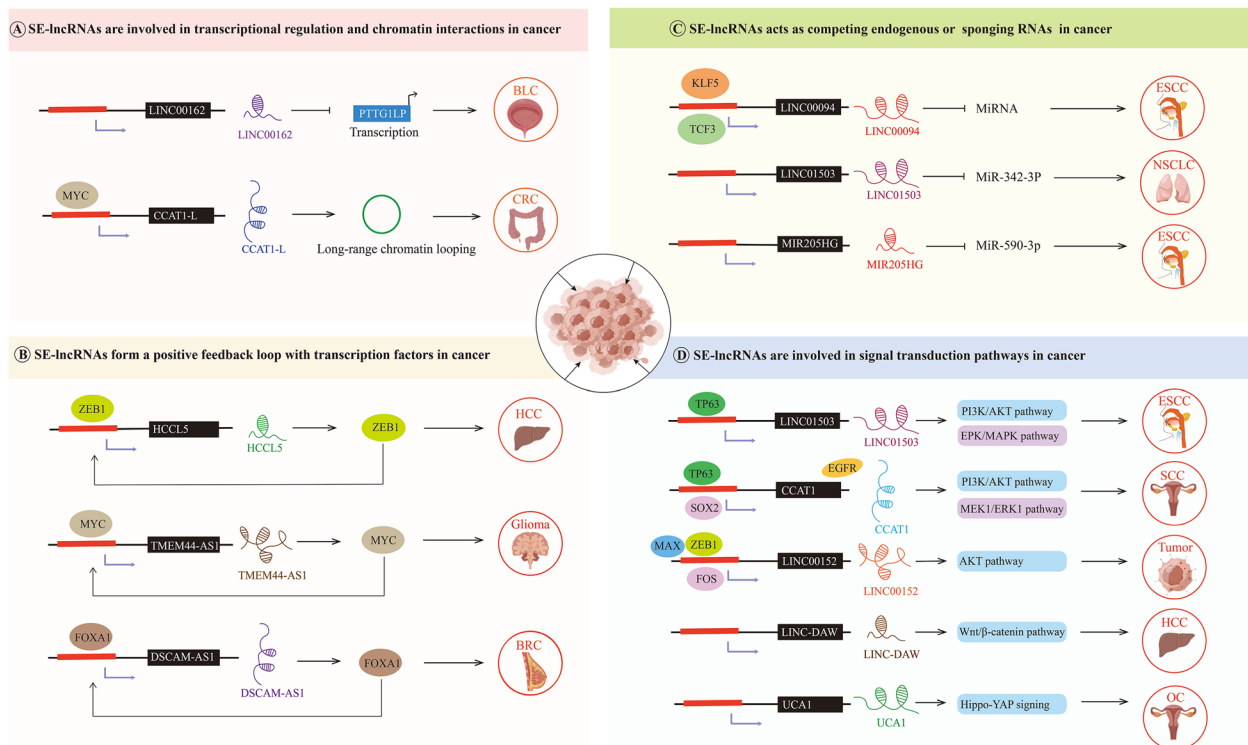 A SE-lncRNAs are involved in transcriptional regulation and chromatin interactions in cancer
LINC00162
LINC00162
PTTG1LP
Transcription
BLC
MYC
CCAT1-L
CCAT1-L
Long-range chromatin looping
CRC
B SE-lncRNAs form a positive feedback loop with transcription factors in cancer
ZEB1
HCCL5
HCCL5
ZEB1
HCC
MYC
TMEM44-AS1
TMEM44-AS1
MYC
Glioma
FOXA1
DSCAM-AS1
DSCAM-AS1
FOXA1
BRC
C SE-lncRNAs acts as competing endogenous or sponging RNAs in cancer
KLF5
TCF3
LINC00094
LINC00094
MiRNA
ESCC
LINC01503
LINC01503
MiR-342-3P
NSCLC
MIR205HG
MIR205HG
MiR-590-3p
ESCC
D SE-lncRNAs are involved in signal transduction pathways in cancer
TP63
LINC01503
LINC01503
PI3K/AKT pathway
EPK/MAPK pathway
ESCC
TP63
SOX2
CCAT1
EGFR
CCAT1
PI3K/AKT pathway
MEK1/ERK1 pathway
SCC
MAX
ZEB1
FOS
LINC00152
LINC00152
AKT pathway
Tumor
LINC-DAW
LINC-DAW
Wnt/β-catenin pathway
HCC
UCA1
UCA1
Hippo-YAP signing
OC